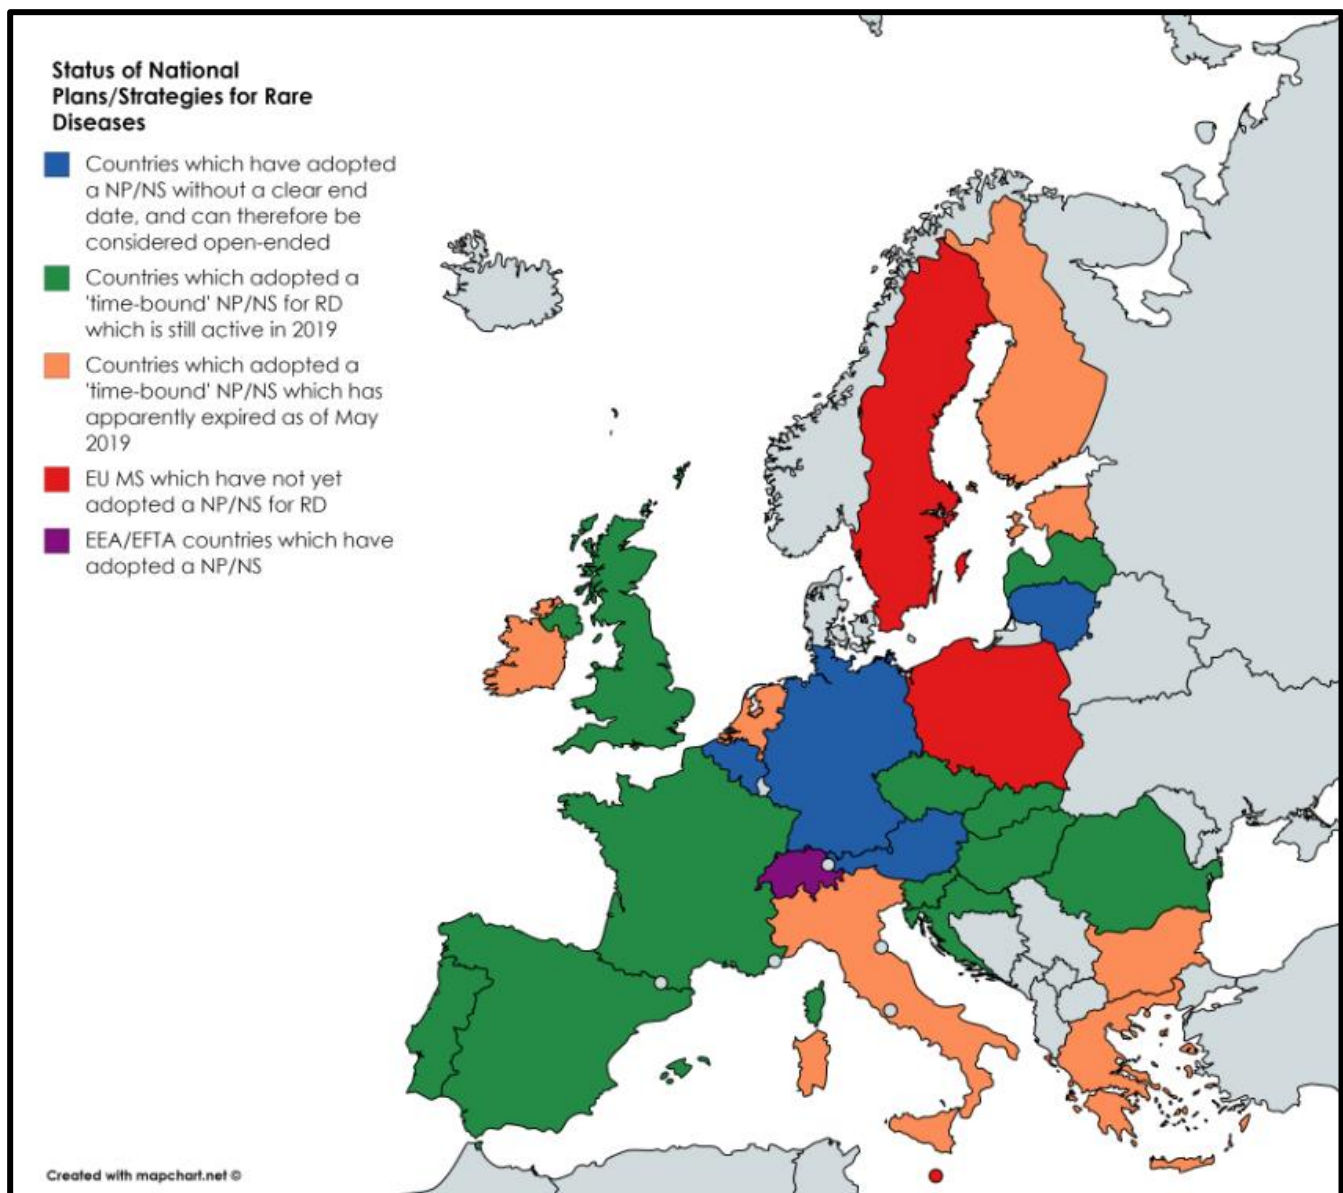 Status of National
Plans/Strategies for Rare
Diseases
Countries which have adopted
a NP/NS without a clear end
date, and can therefore be
considered open-ended
Countries which adopted a
'time-bound' NP/NS for RD
which is still active in 2019
Countries which adopted a
'time-bound' NP/NS which has
apparently expired as of May
2019
EU MS which have not yet
adopted a NP/NS for RD
EEA/EFTA countries which have
adopted a NP/NS
Created with mapchart.net ©